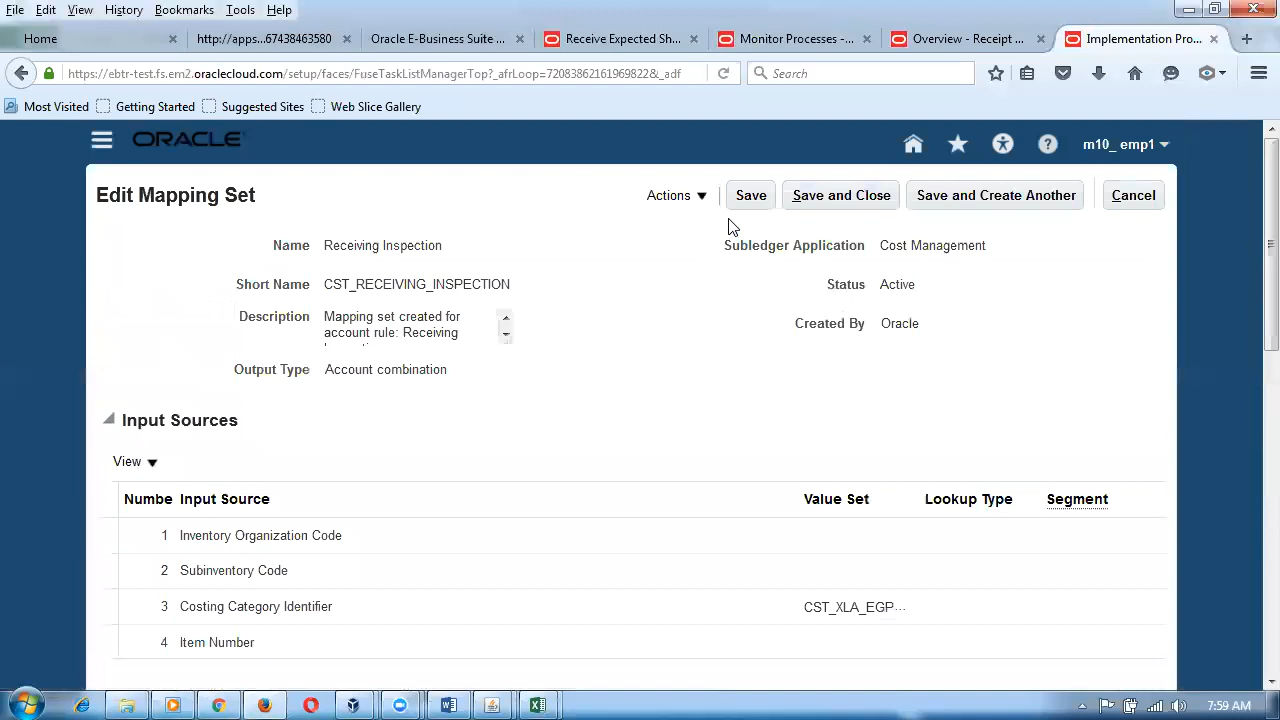 File Edit View History Bookmarks Tools Help
Home http://apps...67438463580 Oracle E-Business Suite ... Receive Expected Sh... Monitor Processes -... Overview - Receipt ... Implementation Pro...
https://ebtr-test.fs.em2.oraclecloud.com/setup/faces/FuseTaskListManagerTop?_afrLoop=72083862161969822&_adf Search
Most Visited Getting Started Suggested Sites Web Slice Gallery
ORACLE m10_ emp1
Edit Mapping Set Actions Save Save and Close Save and Create Another Cancel
Name Receiving Inspection Subledger Application Cost Management
Short Name CST_RECEIVING_INSPECTION Status Active
Description Mapping set created for
account rule: Receiving
Created By Oracle
Output Type Account combination
Input Sources
View
Numbe Input Source Value Set Lookup Type Segment
1 Inventory Organization Code
2 Subinventory Code
3 Costing Category Identifier CST_XLA_EGP...
4 Item Number
7:59 AM